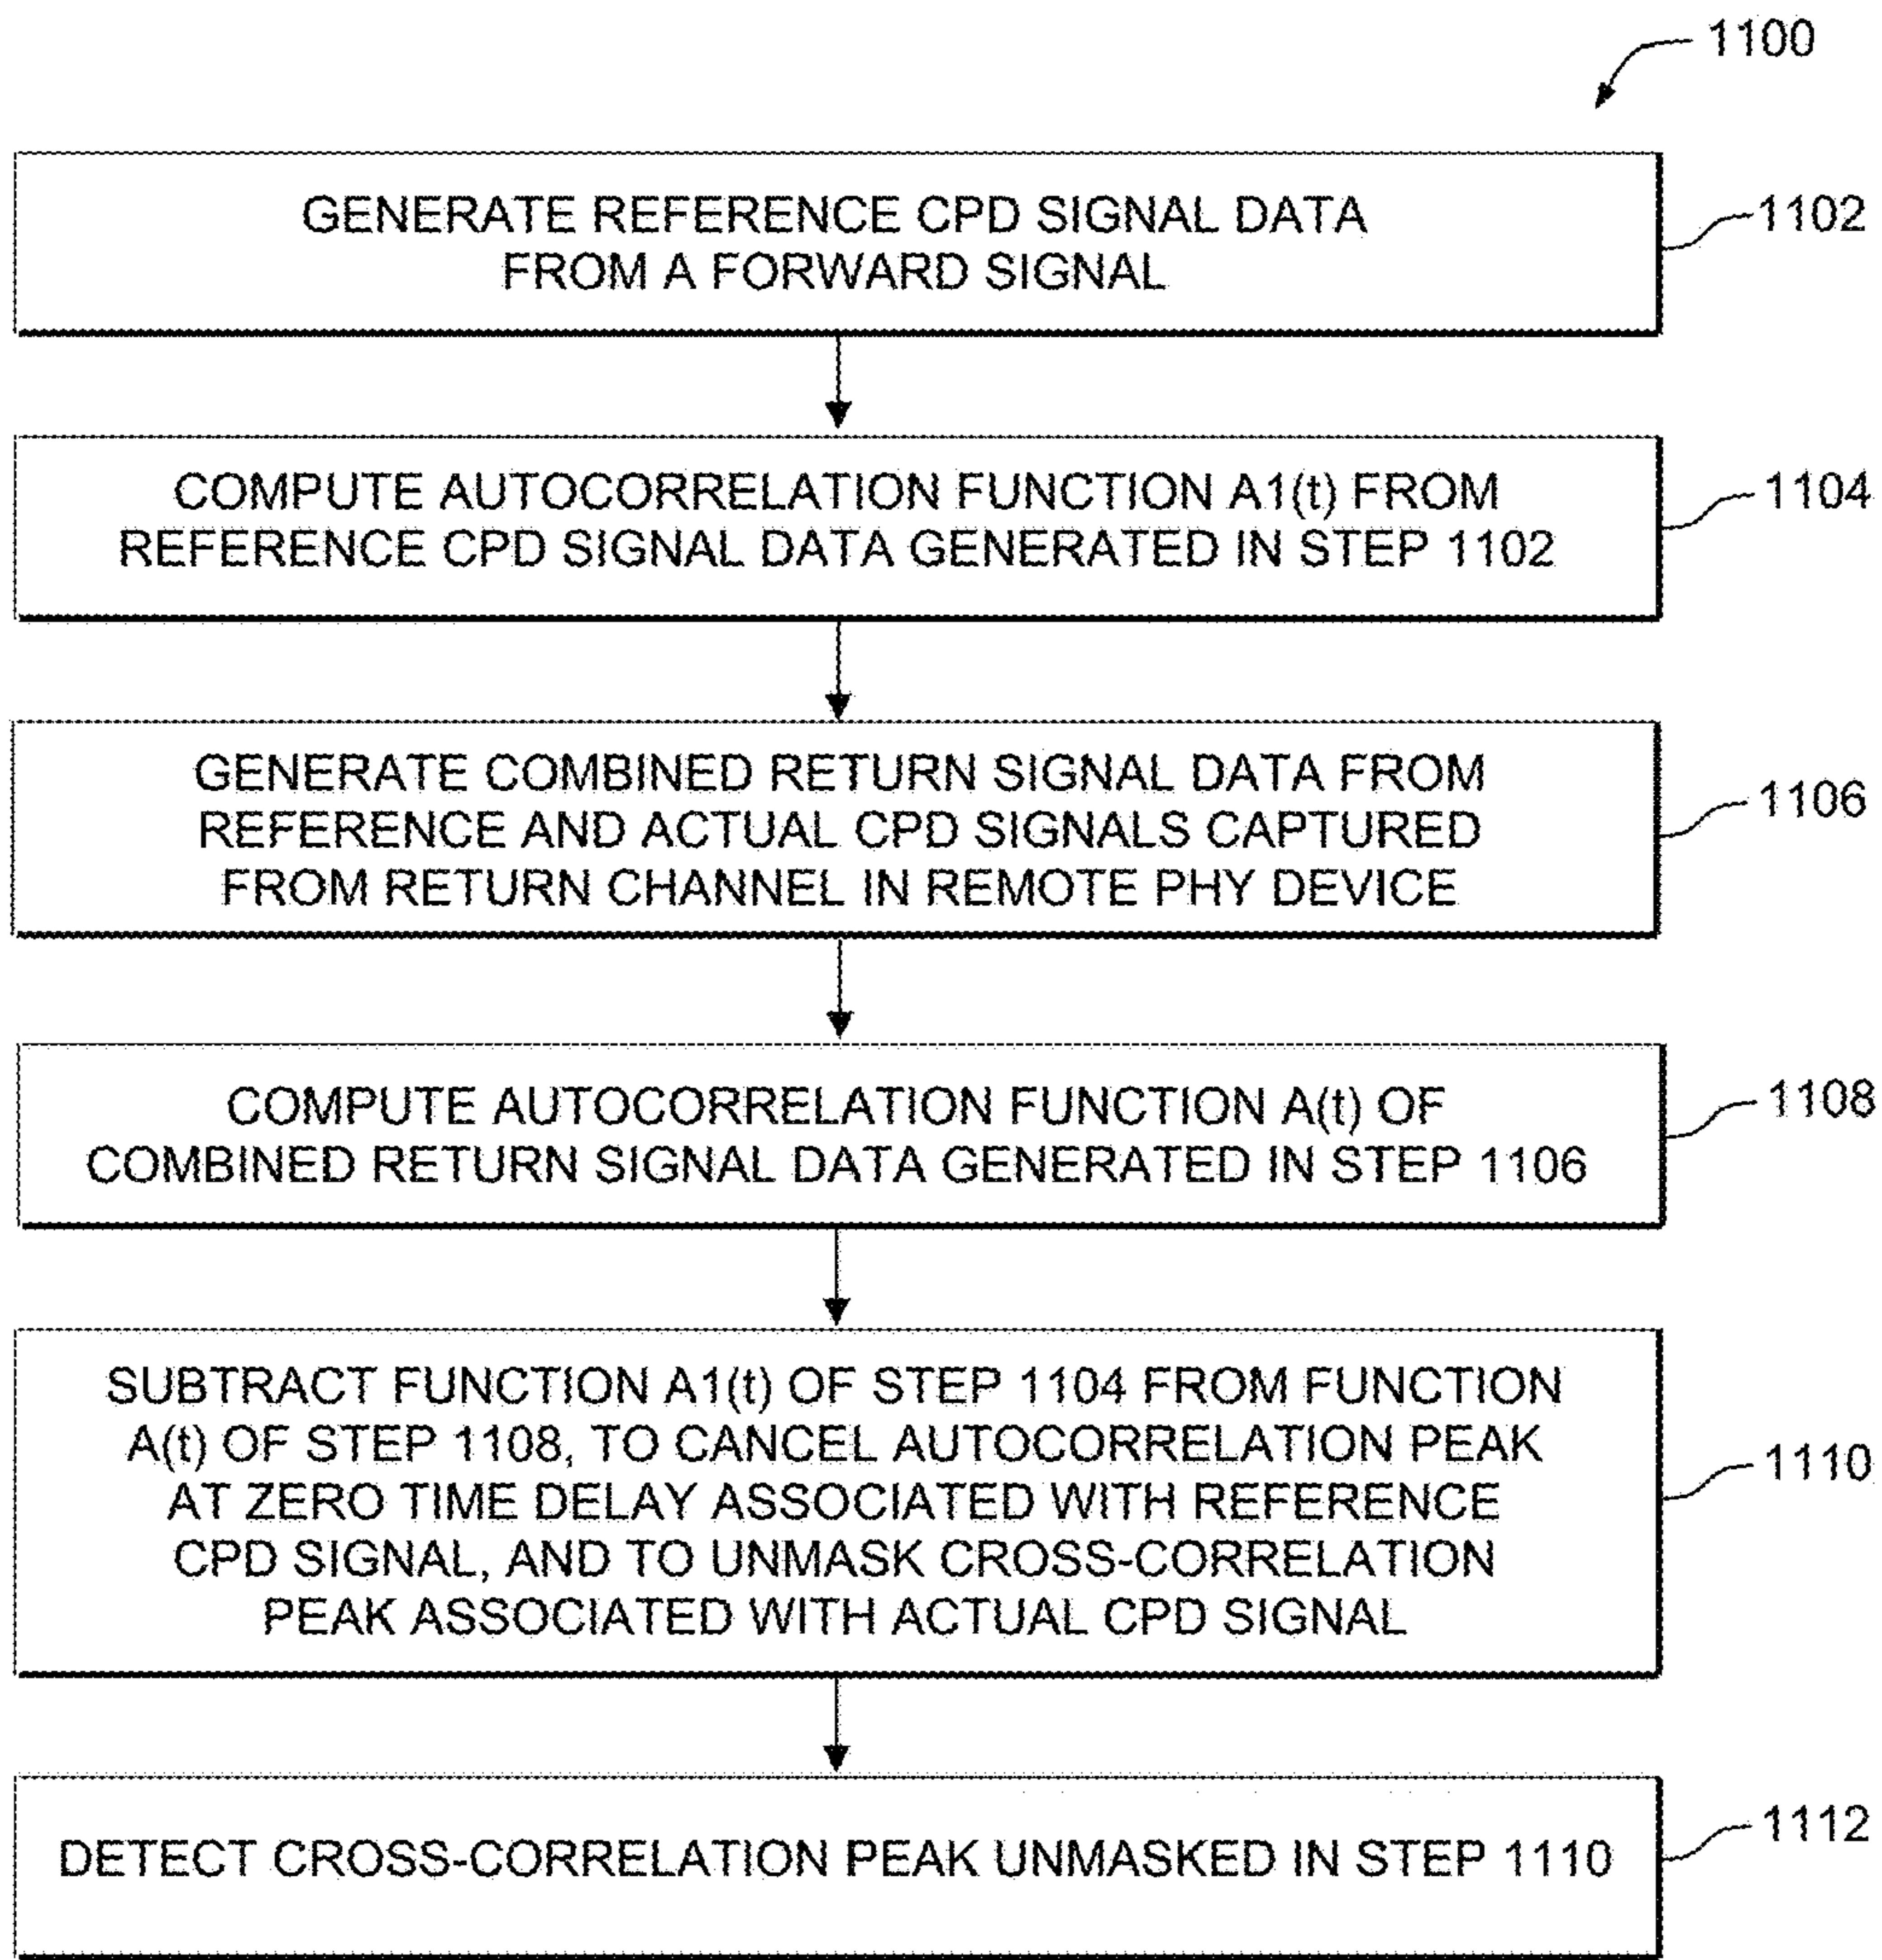 1100
GENERATE REFERENCE CPD SIGNAL DATA
FROM A FORWARD SIGNAL
1102
COMPUTE AUTOCORRELATION FUNCTION A1(t) FROM
REFERENCE CPD SIGNAL DATA GENERATED IN STEP 1102
1104
GENERATE COMBINED RETURN SIGNAL DATA FROM
REFERENCE AND ACTUAL CPD SIGNALS CAPTURED
FROM RETURN CHANNEL IN REMOTE PHY DEVICE
1106
COMPUTE AUTOCORRELATION FUNCTION A(t) OF
COMBINED RETURN SIGNAL DATA GENERATED IN STEP 1106
1108
SUBTRACT FUNCTION A1(t) OF STEP 1104 FROM FUNCTION
A(t) OF STEP 1108, TO CANCEL AUTOCORRELATION PEAK
AT ZERO TIME DELAY ASSOCIATED WITH REFERENCE
CPD SIGNAL, AND TO UNMASK CROSS-CORRELATION
PEAK ASSOCIATED WITH ACTUAL CPD SIGNAL
1110
DETECT CROSS-CORRELATION PEAK UNMASKED IN STEP 1110
1112